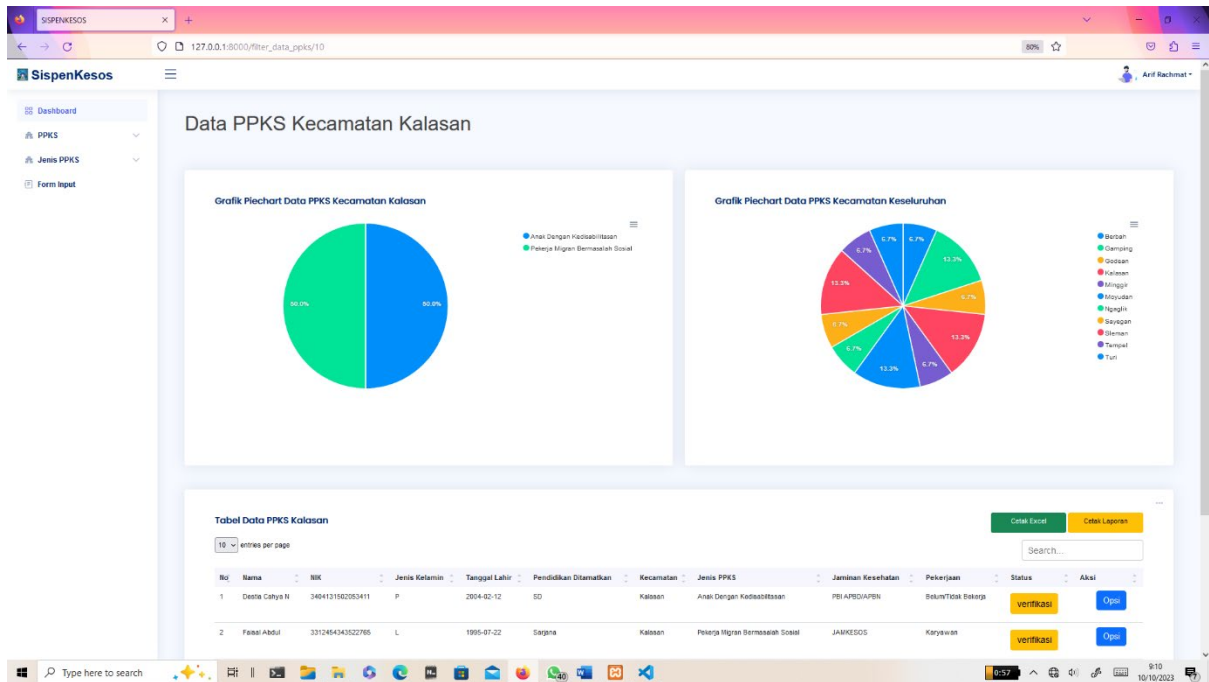 SISPENKESOS
127.0.0.1:8000/filter_data_ppks/10
80%
SispenKesos
Arif Rachmat
Dashboard
PPKS
Jenis PPKS
Form Input
Data PPKS Kecamatan Kalasan
Grafik Piechart Data PPKS Kecamatan Kalasan
Anak Dengan Kedisabilitasan
Pekerja Migran Bermasalah Sosial
50.0%
50.0%
Grafik Piechart Data PPKS Kecamatan Keseluruhan
6.7%
6.7%
13.3%
6.7%
13.3%
6.7%
13.3%
6.7%
6.7%
13.3%
6.7%
Berbah
Gamping
Godean
Kalasan
Minggir
Moyudan
Ngaglik
Seyegan
Sleman
Tempel
Turi
Tabel Data PPKS Kalasan
Cetak Excel
Cetak Laporan
10 entries per page
Search...
No Nama NIK Jenis Kelamin Tanggal Lahir Pendidikan Ditamatkan Kecamatan Jenis PPKS Jaminan Kesehatan Pekerjaan Status Aksi
1 Destia Cahya N 3404131502053411 P 2004-02-12 SD Kalasan Anak Dengan Kedisabilitasan PBI APBD/APBN Belum/Tidak Bekerja verifikasi Opsi
2 Faisal Abdul 3312454343522765 L 1995-07-22 Sarjana Kalasan Pekerja Migran Bermasalah Sosial JAMKESOS Karyawan verifikasi Opsi
Type here to search
40
0:57
9:10
10/10/2023